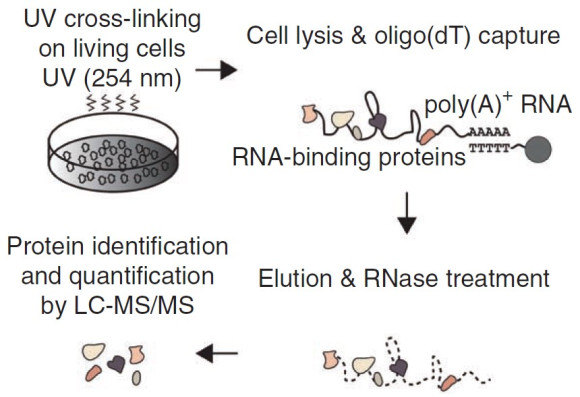 UV cross-linking
on living cells
UV (254 nm)
Cell lysis & oligo(dT) capture
poly(A)⁺ RNA
AAAAA
TTTTT
RNA-binding proteins
Elution & RNase treatment
Protein identification
and quantification
by LC-MS/MS